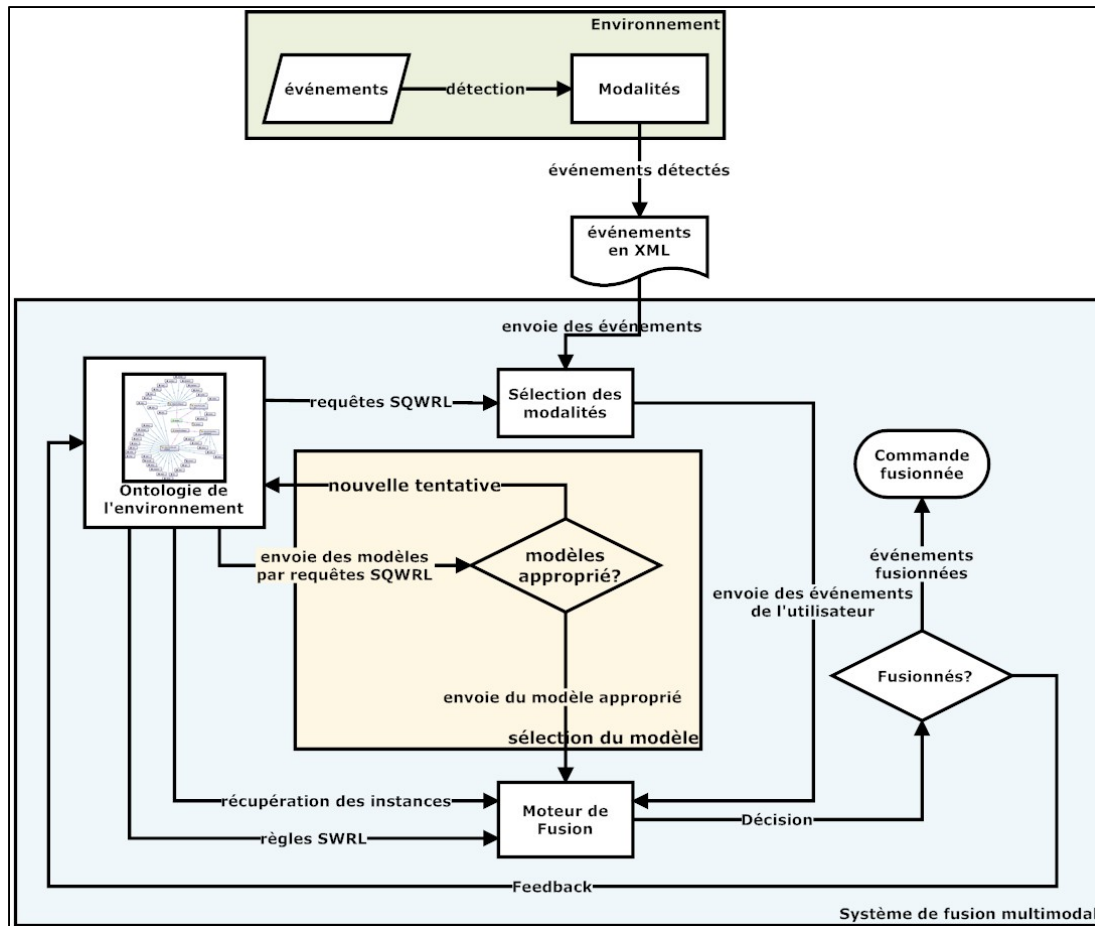 Environnement
événements
détection
Modalités
événements détectés
événements
en XML
envoie des événements
requêtes SQWRL
Sélection des
modalités
Ontologie de
l'environnement
nouvelle tentative
Commande
fusionnée
envoie des modèles
par requêtes SQWRL
modèles
approprié?
événements
fusionnées
envoie des événements
de l'utilisateur
Fusionnés?
envoie du modèle approprié
sélection du modèle
récupération des instances
Moteur de
Fusion
Décision
règles SWRL
Feedback
Système de fusion multimodal